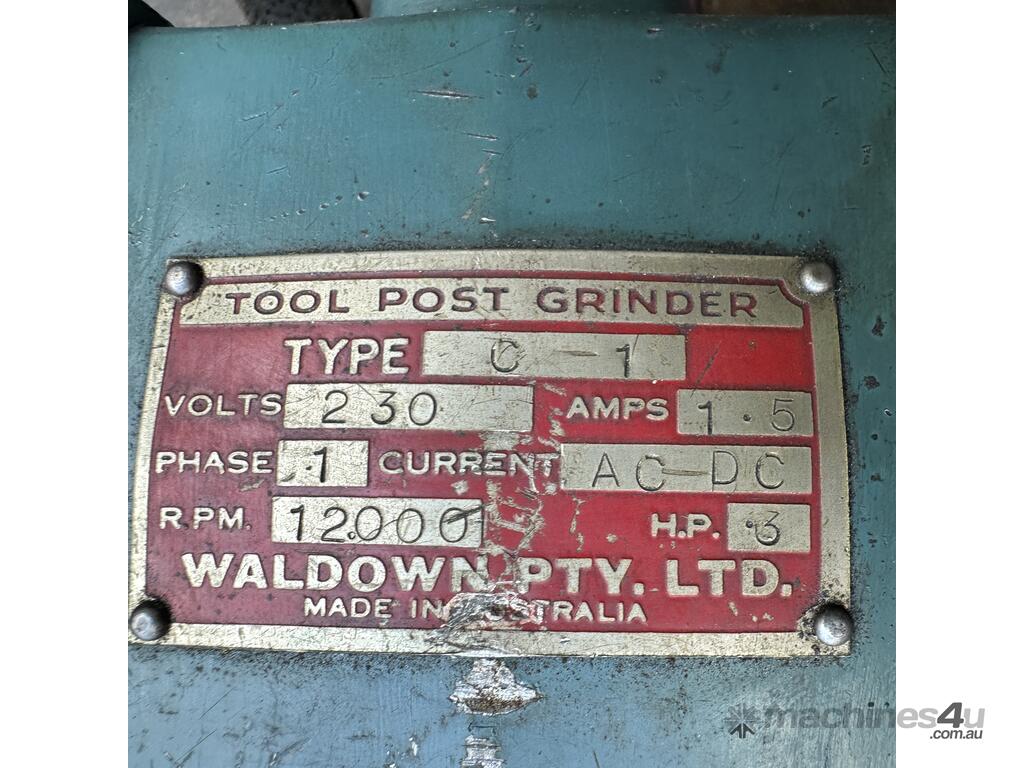 TOOL POST GRINDER
TYPE C-1
VOLTS 230 AMPS 1.5
PHASE 1 CURRENT AC-DC
R.P.M. 12000 H.P. .3
WALDOWN PTY. LTD.
MADE IN AUSTRALIA
machines4u
.com.au